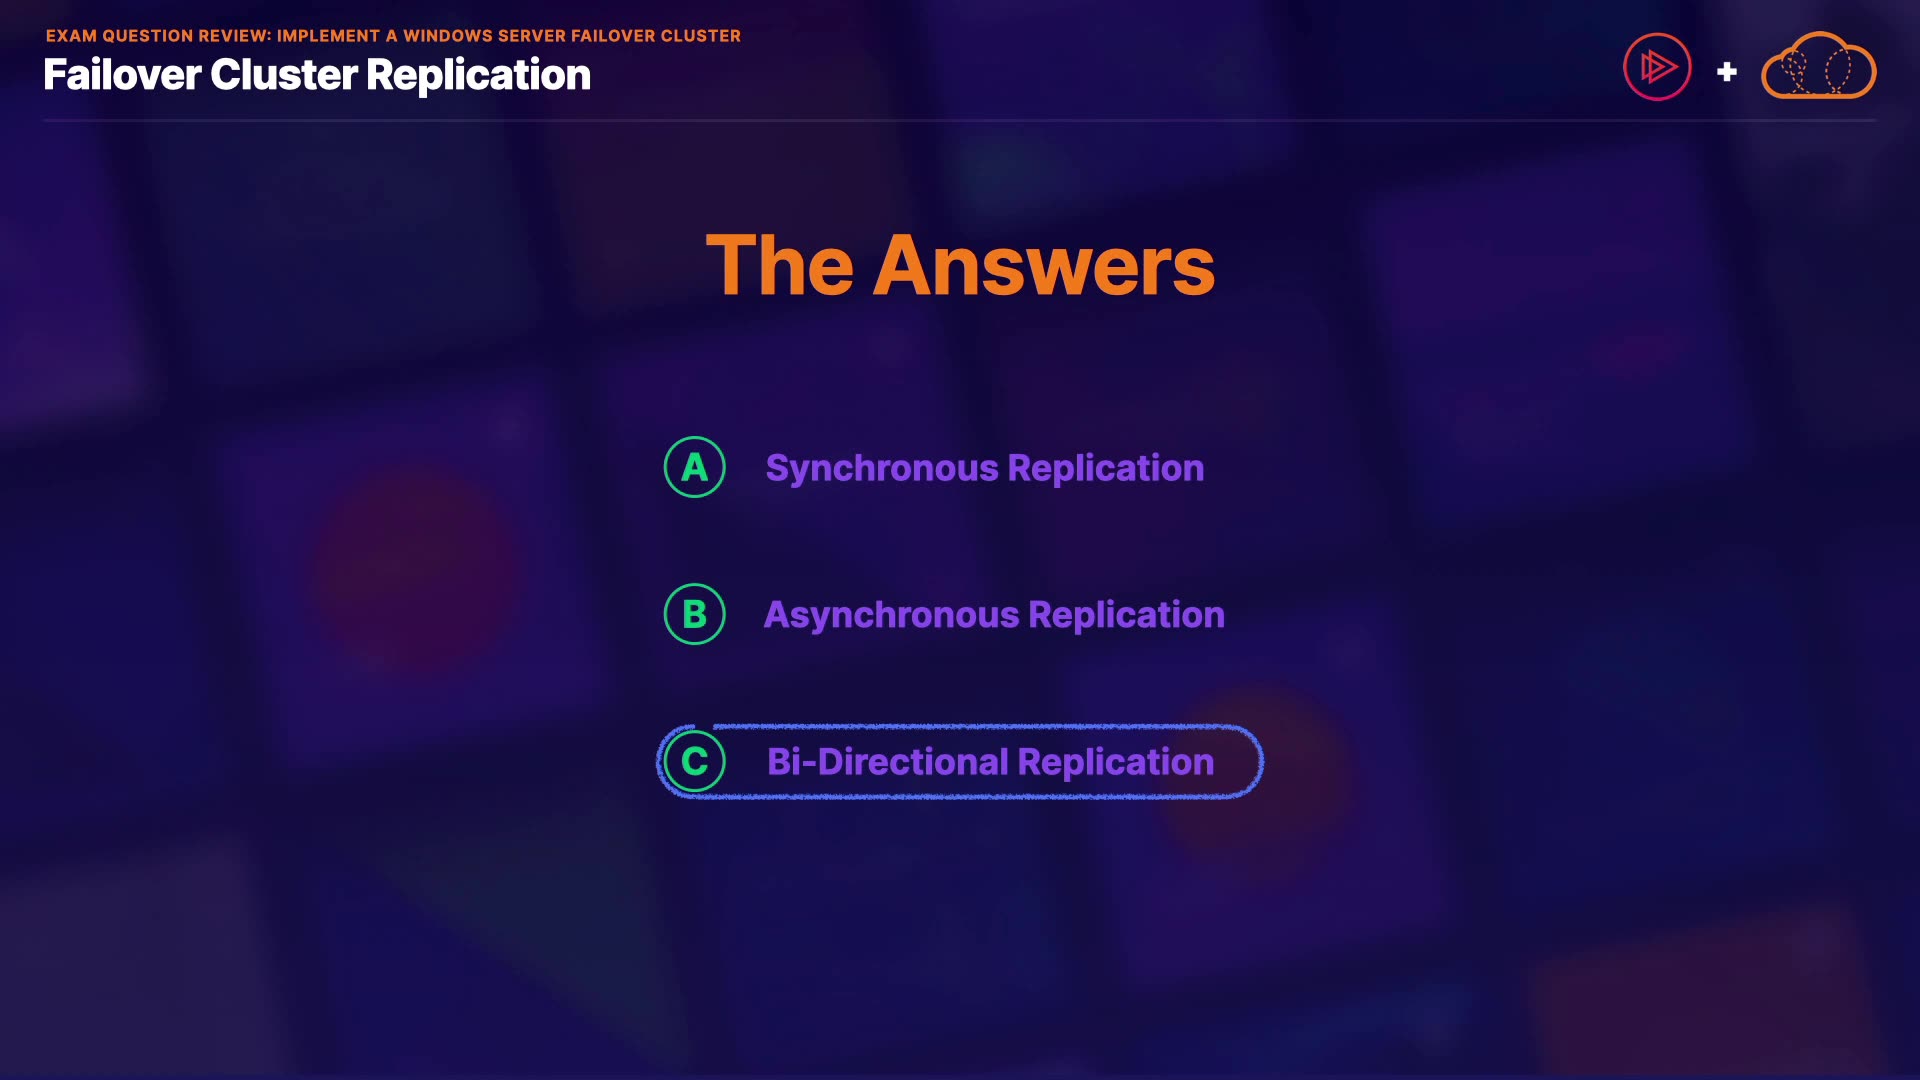 EXAM QUESTION REVIEW: IMPLEMENT A WINDOWS SERVER FAILOVER CLUSTER
Failover Cluster Replication
The Answers
A Synchronous Replication
B Asynchronous Replication
C Bi-Directional Replication